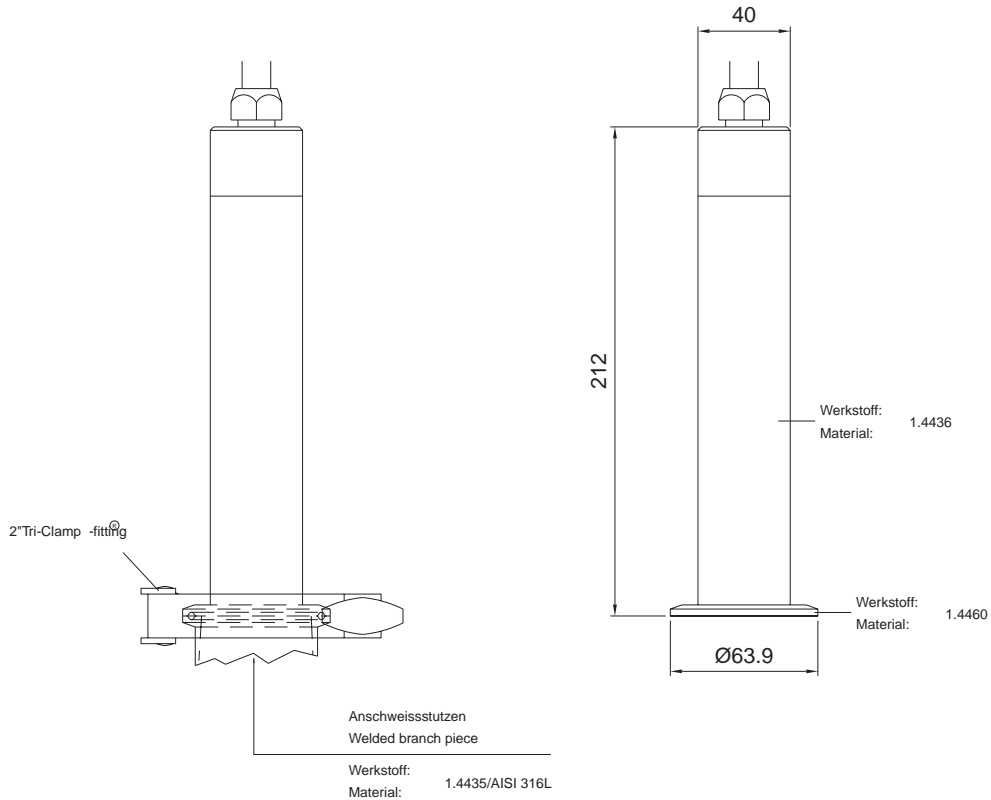 40
212
Werkstoff:
Material: 1.4436
2"Tri-Clamp ® -fitting
Werkstoff:
Material: 1.4460
Ø63.9
Anschweissstutzen
Welded branch piece
Werkstoff:
Material: 1.4435/AISI 316L